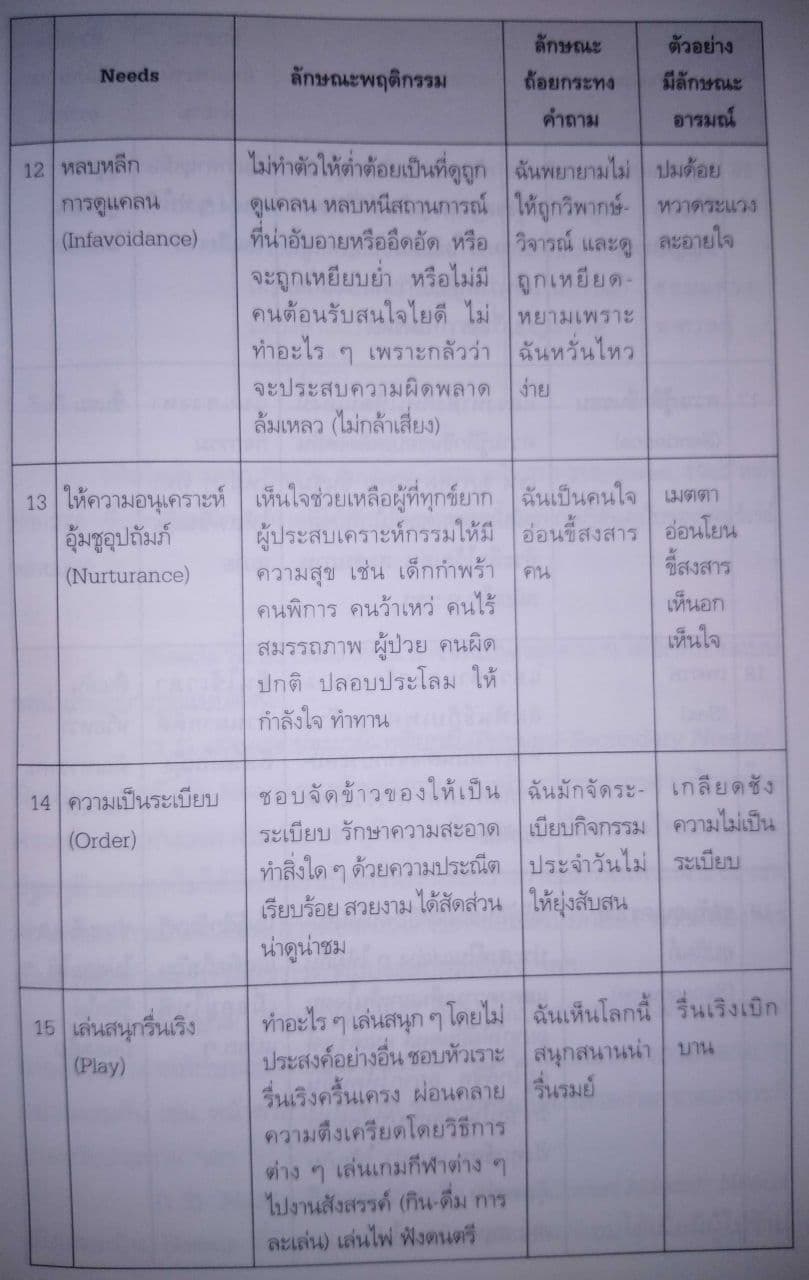 Needs
ลักษณะพฤติกรรม
ลักษณะ
ถ้อยกระทง
คำถาม
ตัวอย่าง
มีลักษณะ
อารมณ์
12
หลบหลีก
การดูแคลน
(Infavoidance)
ไม่ทำตัวให้ต่ำต้อยเป็นที่ดูถูก
ดูแคลน หลบหนีสถานการณ์
ที่น่าอับอายหรืออึดอัด หรือ
จะถูกเหยียบย่ำ หรือไม่มี
คนต้อนรับสนใจไยดี ไม่
ทำอะไร ๆ เพราะกลัวว่า
จะประสบความผิดพลาด
ล้มเหลว (ไม่กล้าเสี่ยง)
ฉันพยายามไม่
ให้ถูกวิพากษ์-
วิจารณ์ และดู
ถูกเหยียด-
หยามเพราะ
ฉันหวั่นไหว
ง่าย
ปมด้อย
หวาดระแวง
ละอายใจ
13
ให้ความอนุเคราะห์
อุ้มชูอุปถัมภ์
(Nurturance)
เห็นใจช่วยเหลือผู้ที่ทุกข์ยาก
ผู้ประสบเคราะห์กรรมให้มี
ความสุข เช่น เด็กกำพร้า
คนพิการ คนว้าเหว่ คนไร้
สมรรถภาพ ผู้ป่วย คนผิด
ปกติ ปลอบประโลม ให้
กำลังใจ ทำทาน
ฉันเป็นคนใจ
อ่อนขี้สงสาร
คน
เมตตา
อ่อนโยน
ขี้สงสาร
เห็นอก
เห็นใจ
14
ความเป็นระเบียบ
(Order)
ชอบจัดข้าวของให้เป็น
ระเบียบ รักษาความสะอาด
ทำสิ่งใด ๆ ด้วยความประณีต
เรียบร้อย สวยงาม ได้สัดส่วน
น่าดูน่าชม
ฉันมักจัดระ-
เบียบกิจกรรม
ประจำวันไม่
ให้ยุ่งสับสน
เกลียดชัง
ความไม่เป็น
ระเบียบ
15
เล่นสนุกรื่นเริง
(Play)
ทำอะไร ๆ เล่นสนุก ๆ โดยไม่
ประสงค์อย่างอื่น ชอบหัวเราะ
รื่นเริงครื้นเครง ผ่อนคลาย
ความตึงเครียดโดยวิธีการ
ต่าง ๆ เล่นเกมกีฬาต่าง ๆ
ไปงานสังสรรค์ (กิน-ดื่ม การ
ละเล่น) เล่นไพ่ ฟังดนตรี
ฉันเห็นโลกนี้
สนุกสนานน่า
รื่นรมย์
รื่นเริงเบิก
บาน